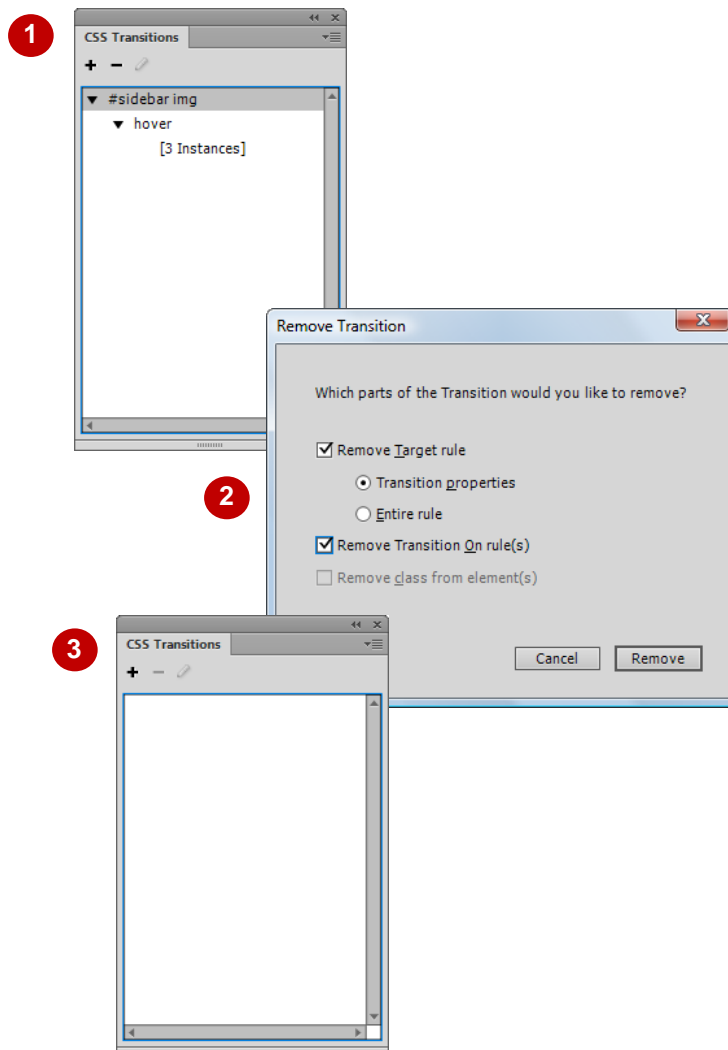 1
CSS Transitions
#sidebar img
hover
[3 Instances]
Remove Transition
Which parts of the Transition would you like to remove?
Remove Target rule
Transition properties
Entire rule
2
Remove Transition On rule(s)
Remove class from element(s)
3
CSS Transitions
Cancel Remove